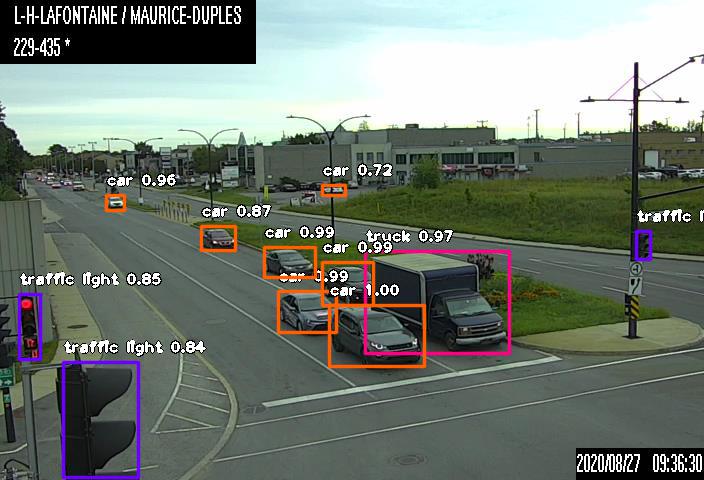 L-H-LAFONTAINE / MAURICE-DUPLES
229-435 *
car 0.96
car 0.72
car 0.87
car 0.99
car 0.99
truck 0.97
traffic l
car 0.99
car 1.00
traffic light 0.85
traffic light 0.84
2020/08/27 09:36:30